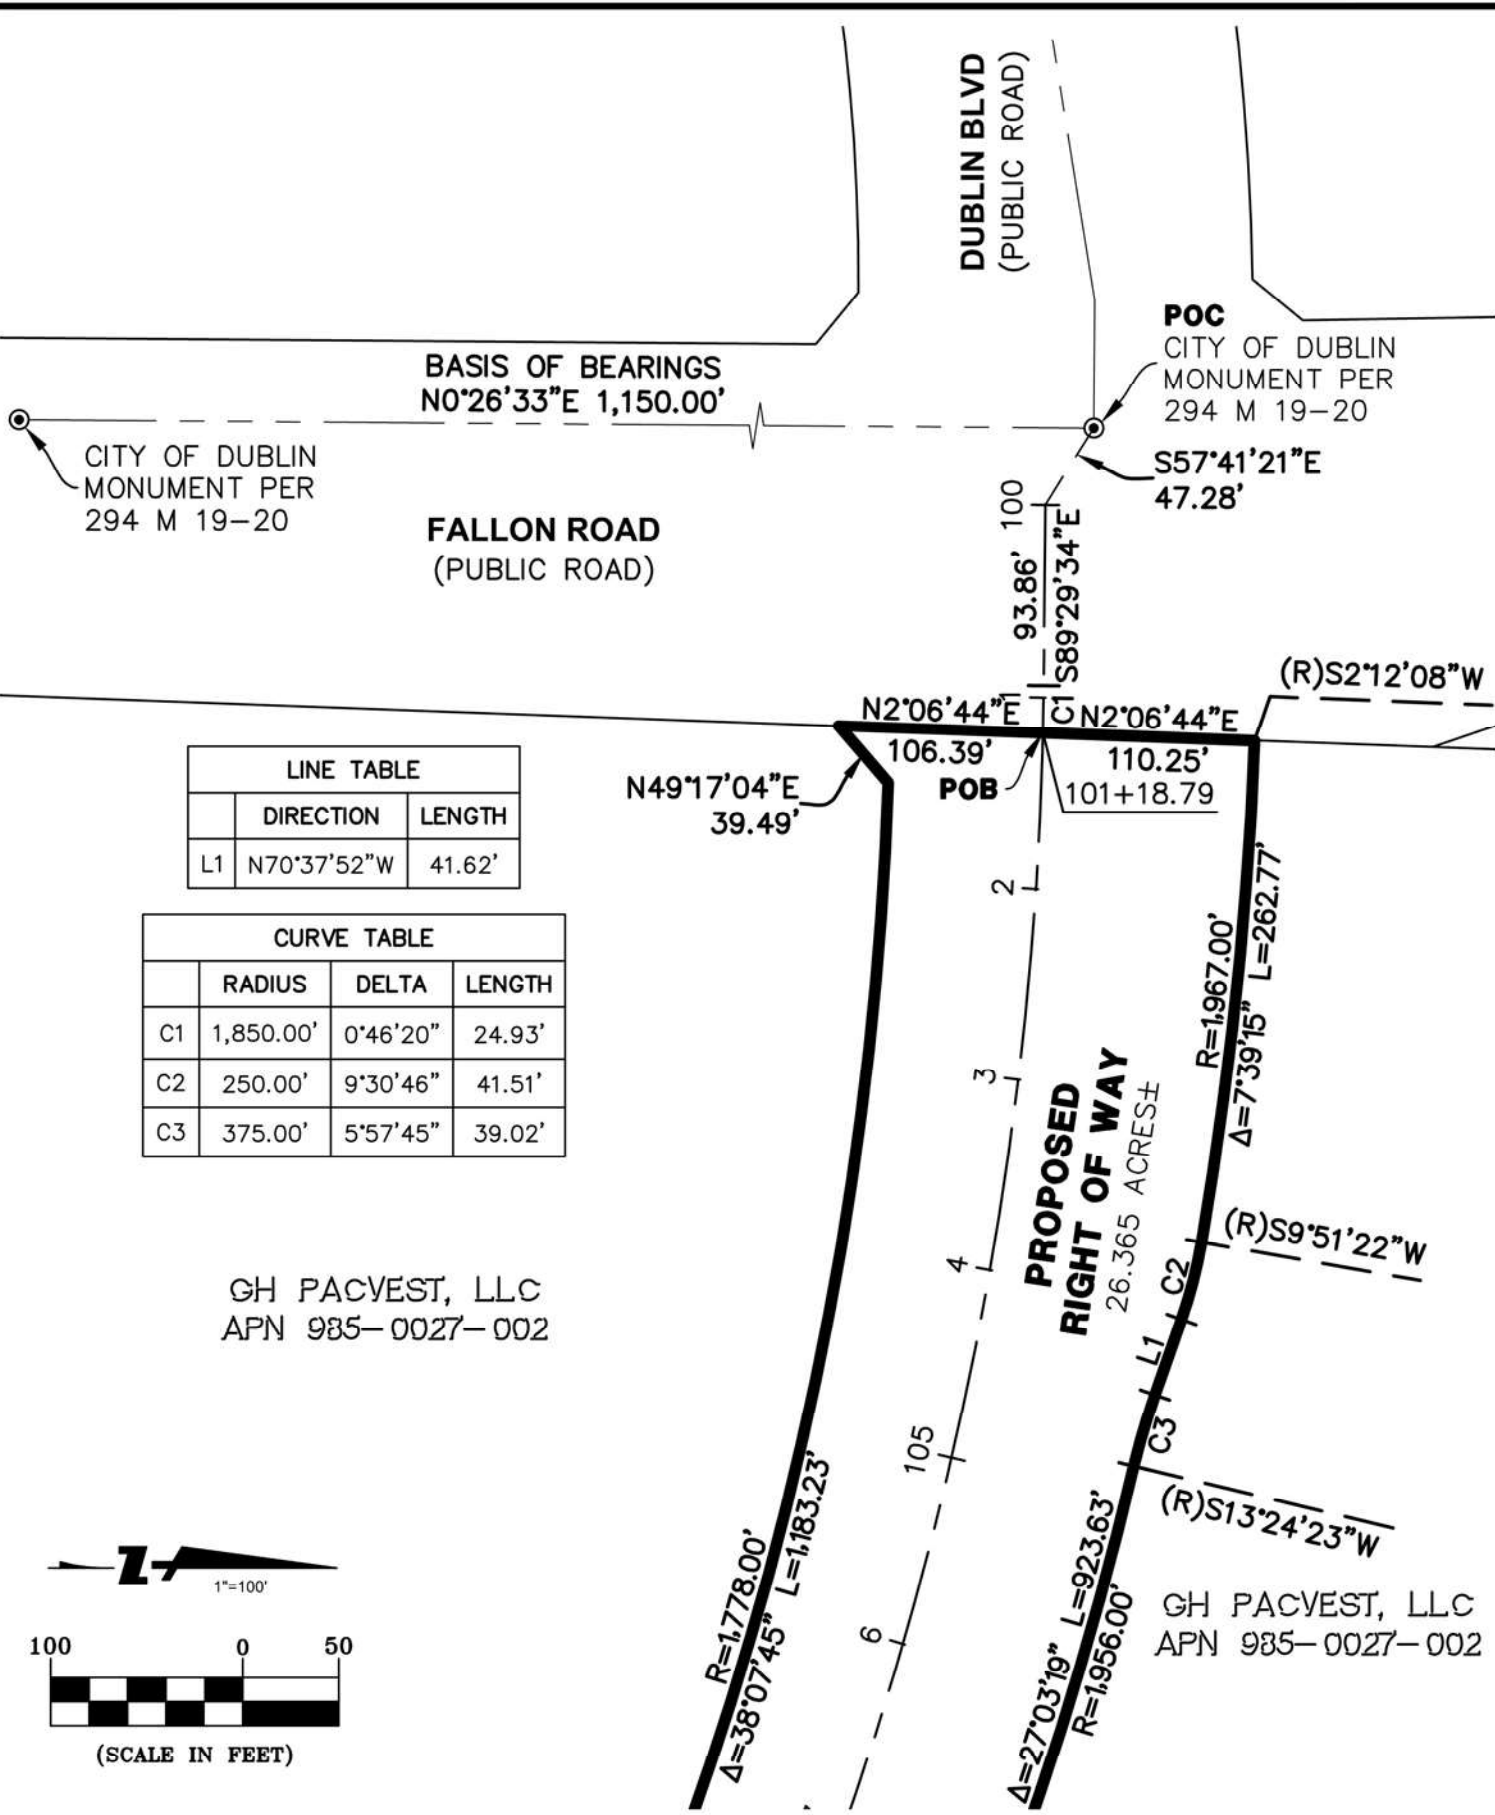 DUBLIN BLVD
(PUBLIC ROAD)
POC
CITY OF DUBLIN
MONUMENT PER
294 M 19-20
BASIS OF BEARINGS
N0°26'33"E 1,150.00'
CITY OF DUBLIN
MONUMENT PER
294 M 19-20
S57°41'21"E
47.28'
FALLON ROAD
(PUBLIC ROAD)
100
93.86'
S89°29'34"E
1
C1
(R)S2°12'08"W
N2°06'44"E
106.39'
N2°06'44"E
110.25'
POB
101+18.79
N49°17'04"E
39.49'
LINE TABLE
DIRECTION LENGTH
L1 N70°37'52"W 41.62'
CURVE TABLE
RADIUS DELTA LENGTH
C1 1,850.00' 0°46'20" 24.93'
C2 250.00' 9°30'46" 41.51'
C3 375.00' 5°57'45" 39.02'
2
3
4
105
6
R=1,967.00'
Δ=7°39'15" L=262.77'
PROPOSED
RIGHT OF WAY
26.365 ACRES±
(R)S9°51'22"W
C2
L1
C3
(R)S13°24'23"W
GH PACVEST, LLC
APN 985-0027-002
R=1,778.00'
Δ=38°07'45" L=1,183.23'
Δ=27°03'19" L=923.63'
R=1,956.00'
GH PACVEST, LLC
APN 985-0027-002
Z
1"=100'
100 0 50
(SCALE IN FEET)